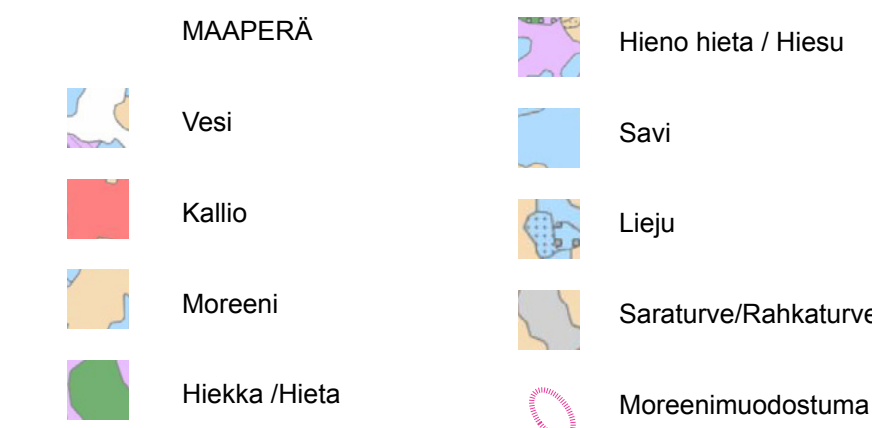 MAAPERÄ
Vesi
Kallio
Moreeni
Hiekka /Hieta
Hieno hieta / Hiesu
Savi
Lieju
Saraturve/Rahkaturve
Moreenimuodostuma